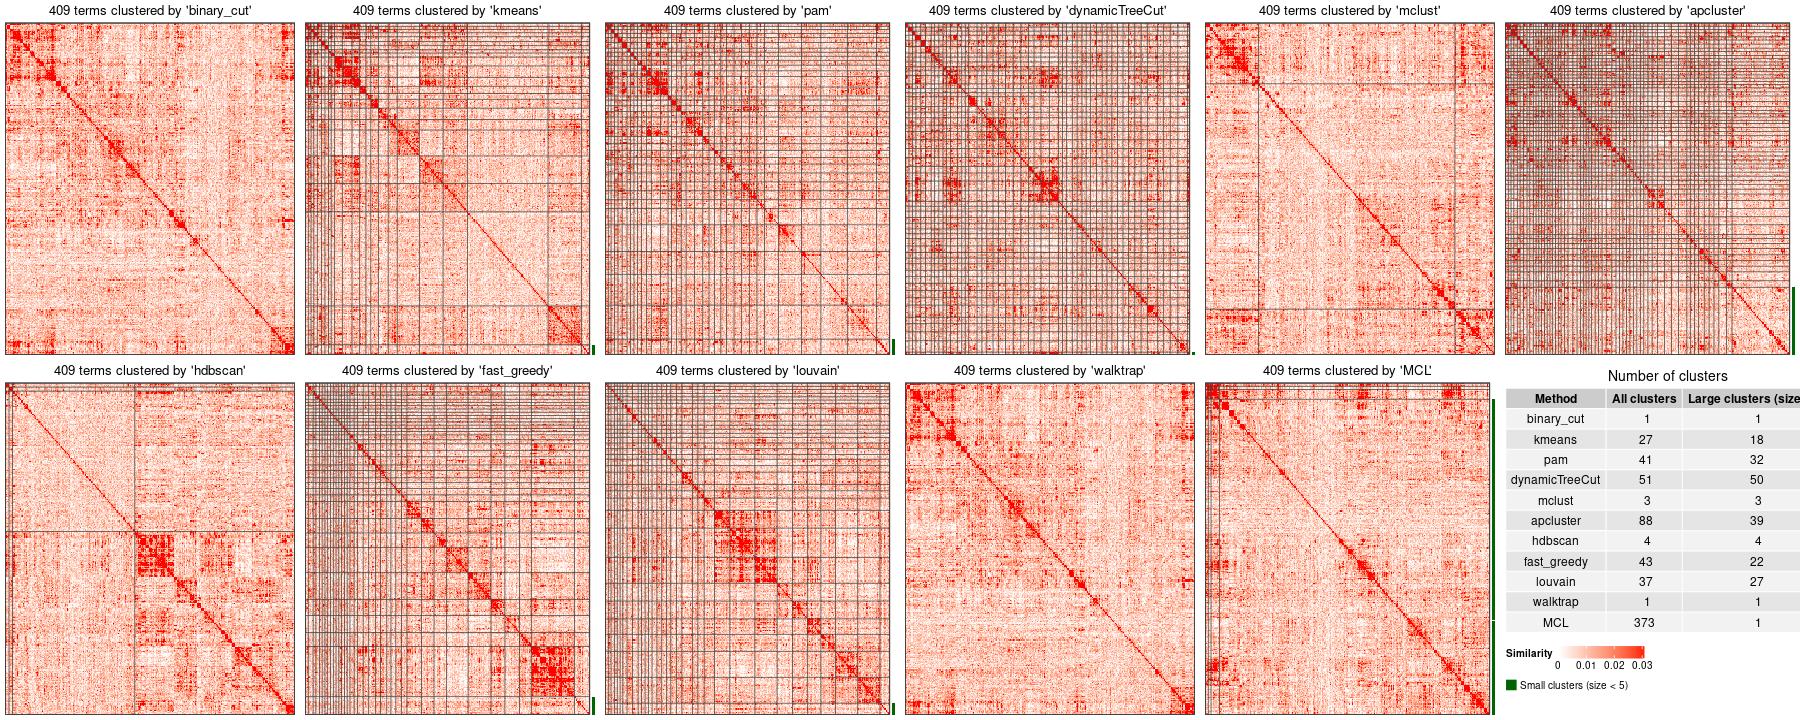 409 terms clustered by 'binary_cut'
409 terms clustered by 'kmeans'
409 terms clustered by 'pam'
409 terms clustered by 'dynamicTreeCut'
409 terms clustered by 'mclust'
409 terms clustered by 'apcluster'
409 terms clustered by 'hdbscan'
409 terms clustered by 'fast_greedy'
409 terms clustered by 'louvain'
409 terms clustered by 'walktrap'
409 terms clustered by 'MCL'
Number of clusters
Method All clusters Large clusters (size
binary_cut 1 1
kmeans 27 18
pam 41 32
dynamicTreeCut 51 50
mclust 3 3
apcluster 88 39
hdbscan 4 4
fast_greedy 43 22
louvain 37 27
walktrap 1 1
MCL 373 1
Similarity
0 0.01 0.02 0.03
Small clusters (size < 5)